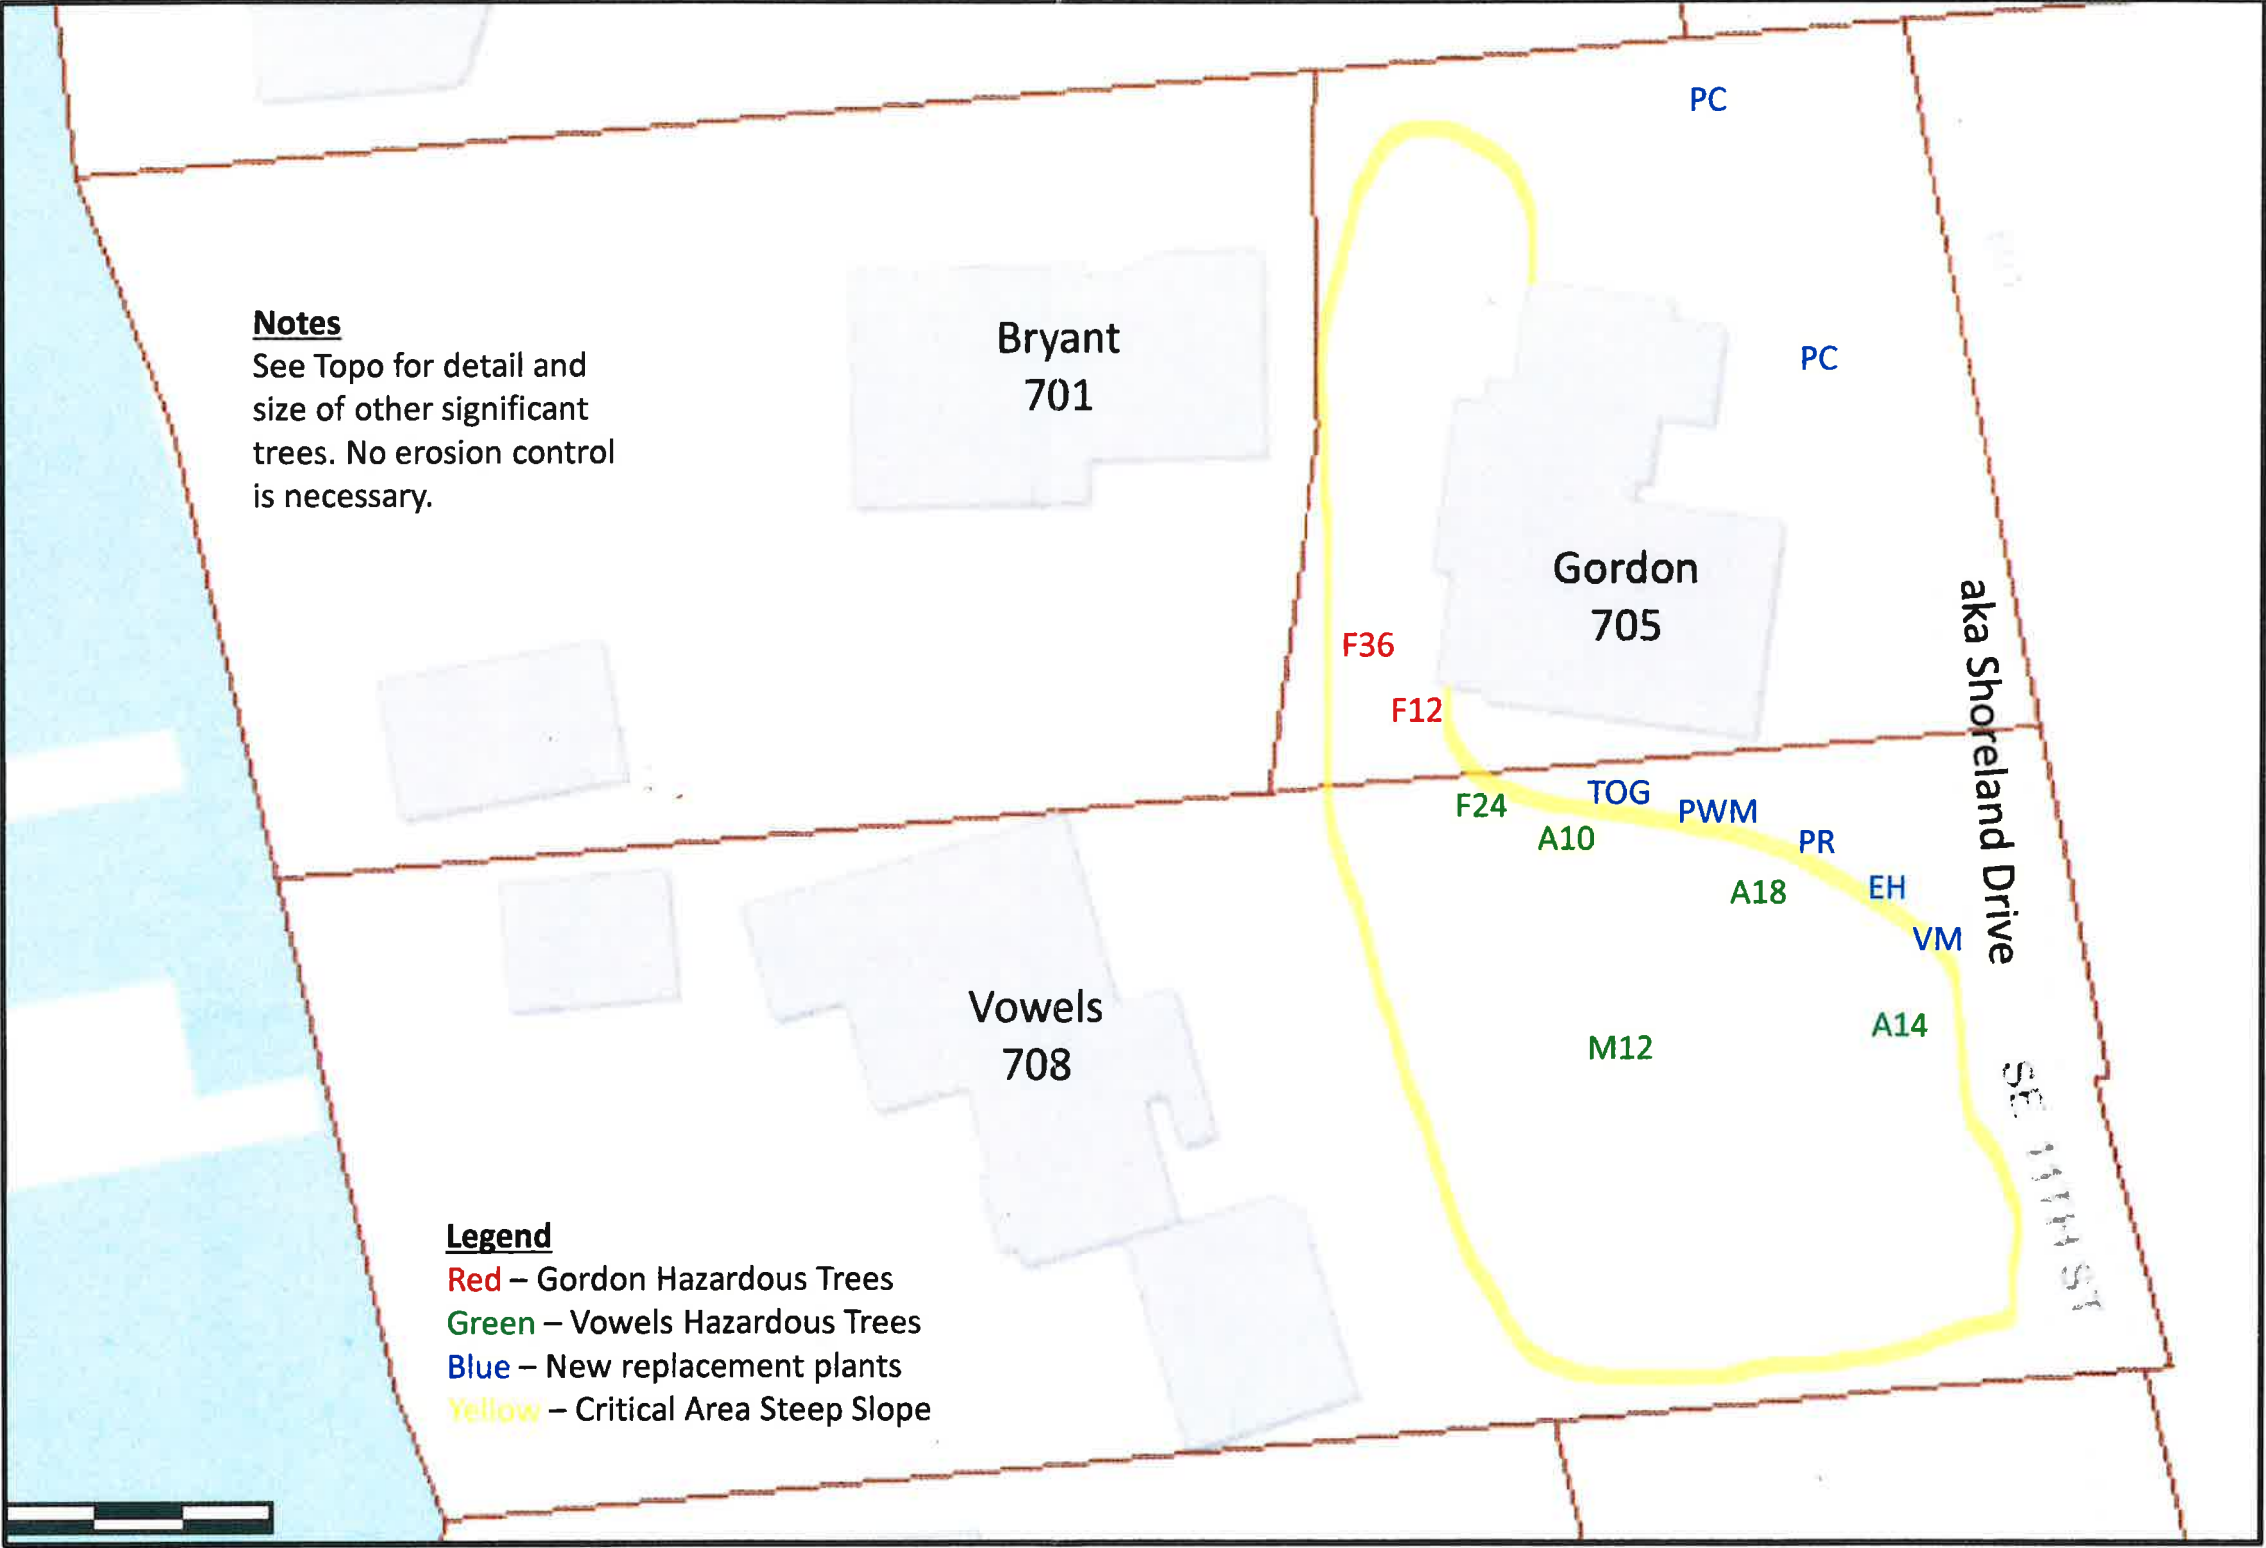 PC
PC
Notes
See Topo for detail and
size of other significant
trees. No erosion control
is necessary.
Bryant
701
Gordon
705
F36
F12
aka Shoreland Drive
TOG
PWM
PR
EH
VM
F24
A10
A18
A14
M12
Vowels
708
SE 11TH ST
Legend
Red – Gordon Hazardous Trees
Green – Vowels Hazardous Trees
Blue – New replacement plants
Yellow – Critical Area Steep Slope